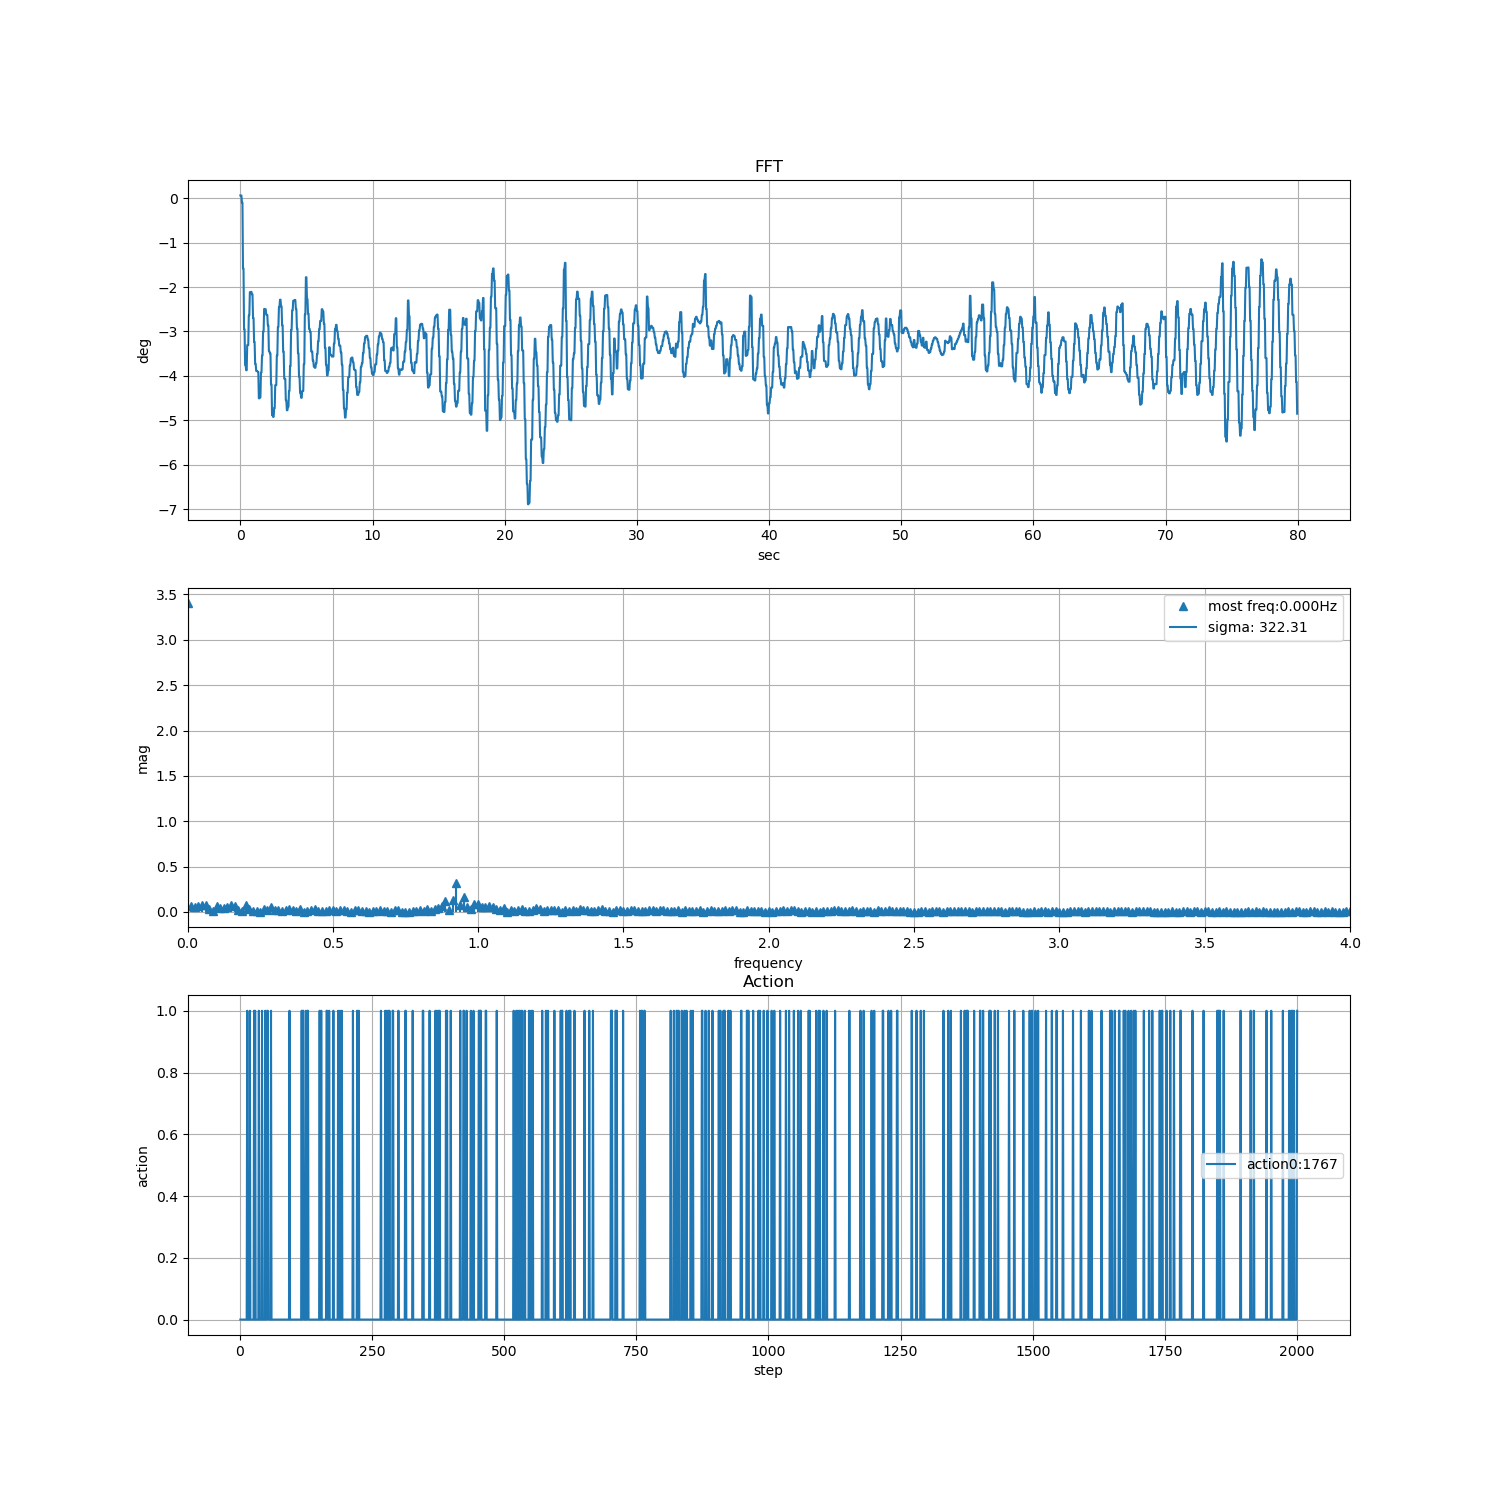 FFT
0
−1
−2
−3
−4
−5
−6
−7
deg
0 10 20 30 40 50 60 70 80
sec
3.5
3.0
2.5
2.0
1.5
1.0
0.5
0.0
mag
most freq:0.000Hz
sigma: 322.31
0.0 0.5 1.0 1.5 2.0 2.5 3.0 3.5 4.0
frequency
Action
1.0
0.8
0.6
0.4
0.2
0.0
action
action0:1767
0 250 500 750 1000 1250 1500 1750 2000
step